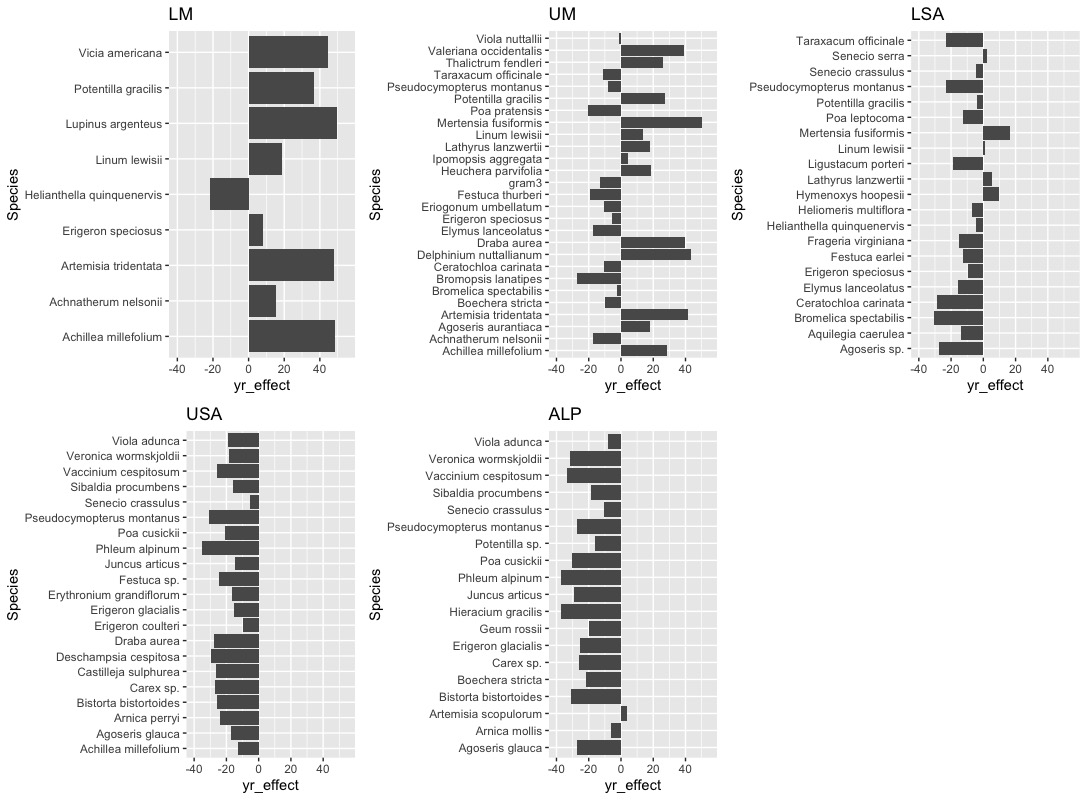 LM
Species
Vicia americana
Potentilla gracilis
Lupinus argenteus
Linum lewisii
Helianthella quinquenervis
Erigeron speciosus
Artemisia tridentata
Achnatherum nelsonii
Achillea millefolium
-40 -20 0 20 40
yr_effect
UM
Species
Viola nuttallii
Valeriana occidentalis
Thalictrum fendleri
Taraxacum officinale
Pseudocymopterus montanus
Potentilla gracilis
Poa pratensis
Mertensia fusiformis
Linum lewisii
Lathyrus lanzwertii
Ipomopsis aggregata
Heuchera parvifolia
gram3
Festuca thurberi
Eriogonum umbellatum
Erigeron speciosus
Elymus lanceolatus
Draba aurea
Delphinium nuttallianum
Ceratochloa carinata
Bromopsis lanatipes
Bromelica spectabilis
Boechera stricta
Artemisia tridentata
Agoseris aurantiaca
Achnatherum nelsonii
Achillea millefolium
-40 -20 0 20 40
yr_effect
LSA
Species
Taraxacum officinale
Senecio serra
Senecio crassulus
Pseudocymopterus montanus
Potentilla gracilis
Poa leptocoma
Mertensia fusiformis
Linum lewisii
Ligustacum porteri
Lathyrus lanzwertii
Hymenoxys hoopesii
Heliomeris multiflora
Helianthella quinquenervis
Frageria virginiana
Festuca earlei
Erigeron speciosus
Elymus lanceolatus
Ceratochloa carinata
Bromelica spectabilis
Aquilegia caerulea
Agoseris sp.
-40 -20 0 20 40
yr_effect
USA
Species
Viola adunca
Veronica wormskjoldii
Vaccinium cespitosum
Sibaldia procumbens
Senecio crassulus
Pseudocymopterus montanus
Poa cusickii
Phleum alpinum
Juncus articus
Festuca sp.
Erythronium grandiflorum
Erigeron glacialis
Erigeron coulteri
Draba aurea
Deschampsia cespitosa
Castilleja sulphurea
Carex sp.
Bistorta bistortoides
Arnica perryi
Agoseris glauca
Achillea millefolium
-40 -20 0 20 40
yr_effect
ALP
Species
Viola adunca
Veronica wormskjoldii
Vaccinium cespitosum
Sibaldia procumbens
Senecio crassulus
Pseudocymopterus montanus
Potentilla sp.
Poa cusickii
Phleum alpinum
Juncus articus
Hieracium gracilis
Geum rossii
Erigeron glacialis
Carex sp.
Boechera stricta
Bistorta bistortoides
Artemisia scopulorum
Arnica mollis
Agoseris glauca
-40 -20 0 20 40
yr_effect